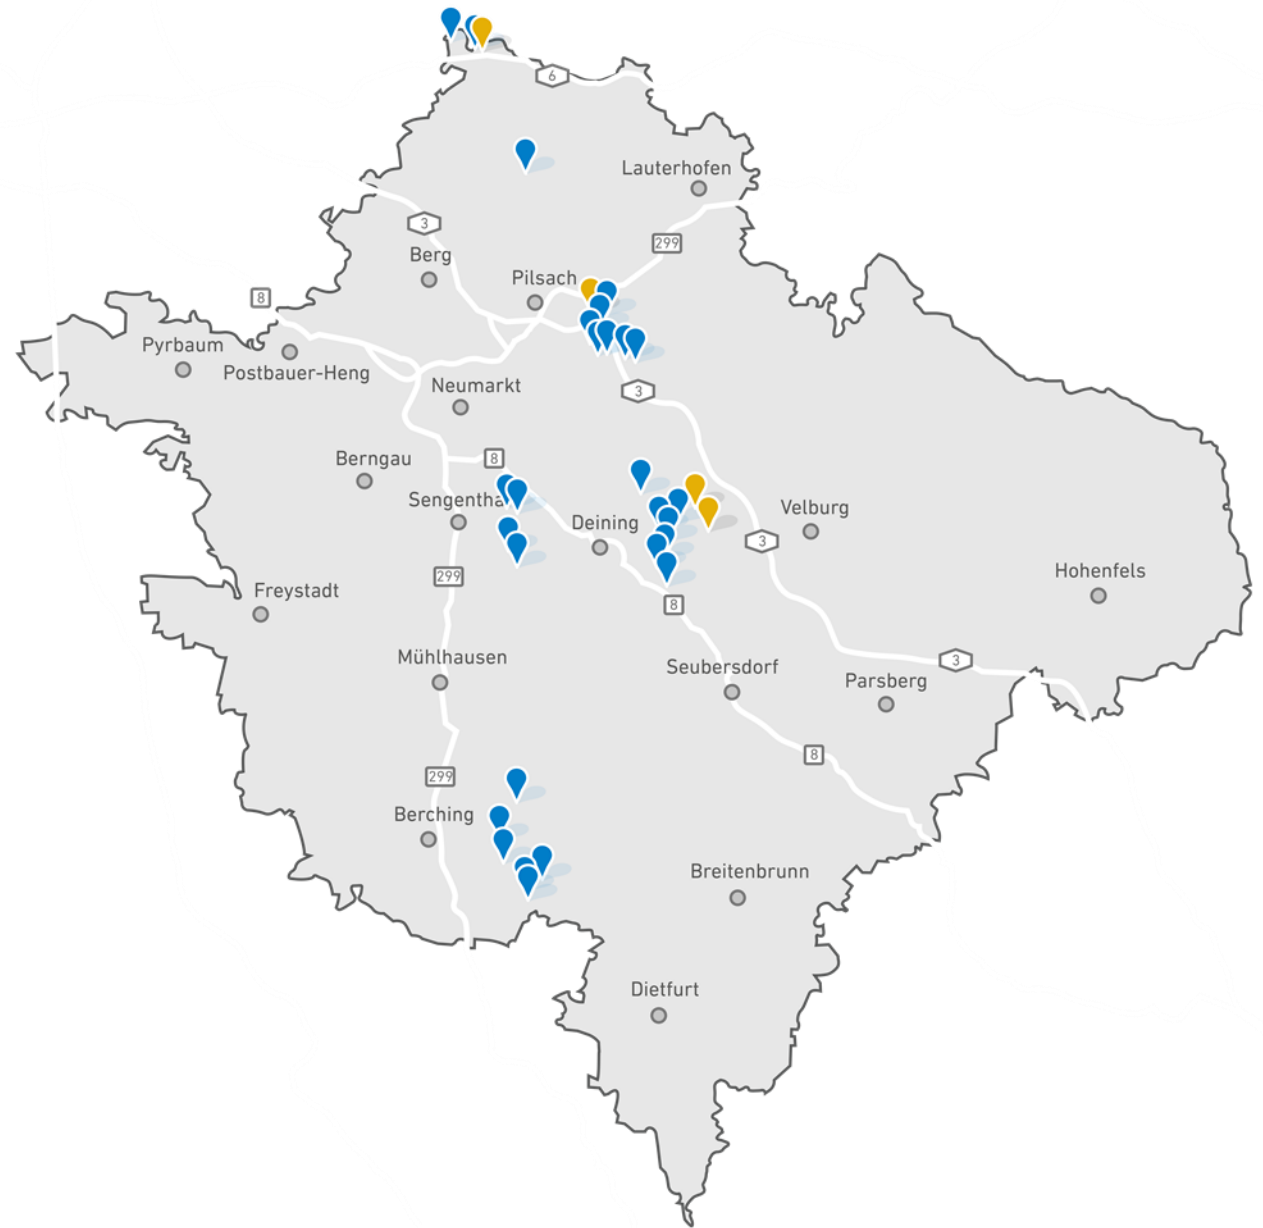 6
Lauterhofen
3
299
Berg
Pilsach
8
Pyrbaum
Postbauer-Heng
Neumarkt
3
Berngau
8
Sengentha
Velburg
Deining
3
299
Hohenfels
Freystadt
8
Mühlhausen
Seubersdorf
3
Parsberg
8
299
Berching
Breitenbrunn
Dietfurt